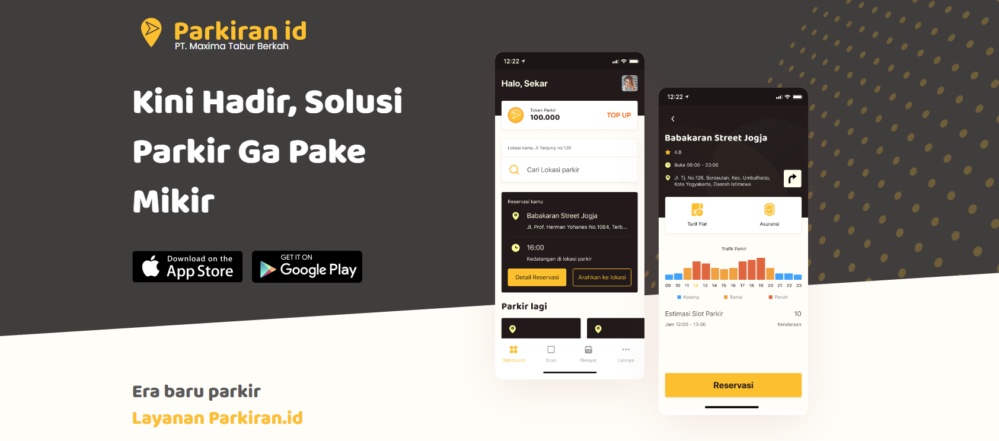 Parkiran id
PT. Maxima Tabur Berkah
Kini Hadir, Solusi
Parkir Ga Pake
Mikir
Download on the
App Store
GET IT ON
Google Play
Era baru parkir
Layanan Parkiran.id
12:22
Halo, Sekar
Token Parkir
100.000
TOP UP
Lokasi kamu Jl Tanjung no.126
Cari Lokasi parkir
Reservasi kamu
Babakaran Street Jogja
Jl. Prof. Herman Yohanes No.1084, Terb...
16:00
Kedatangan di lokasi parkir
Detail Reservasi
Arahkan ke lokasi
Parkir lagi
Dahsboard Scan Riwayat Lainnya
12:22
Babakaran Street Jogja
4.8
Buka 09:00 - 23:00
Jl. Tj. No.126, Sorosutan, Kec. Umbulharjo,
Kota Yogyakarta, Daerah Istimewa
Tarif Flat Asuransi
Trafik Parkir
09 10 11 12 13 14 15 16 17 18 19 20 21 22 23
Kosong Ramai Penuh
Estimasi Slot Parkir 10
Jam 12:00 - 13:00 Kendaraan
Reservasi